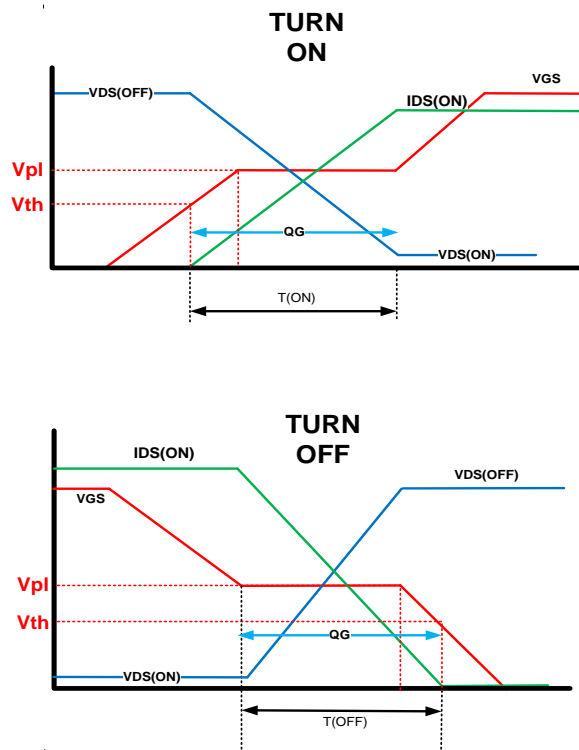 TURN
ON
VGS
VDS(OFF)
IDS(ON)
Vpl
Vth
QG
VDS(ON)
T(ON)
TURN
OFF
IDS(ON)
VDS(OFF)
VGS
Vpl
Vth
QG
VDS(ON)
T(OFF)